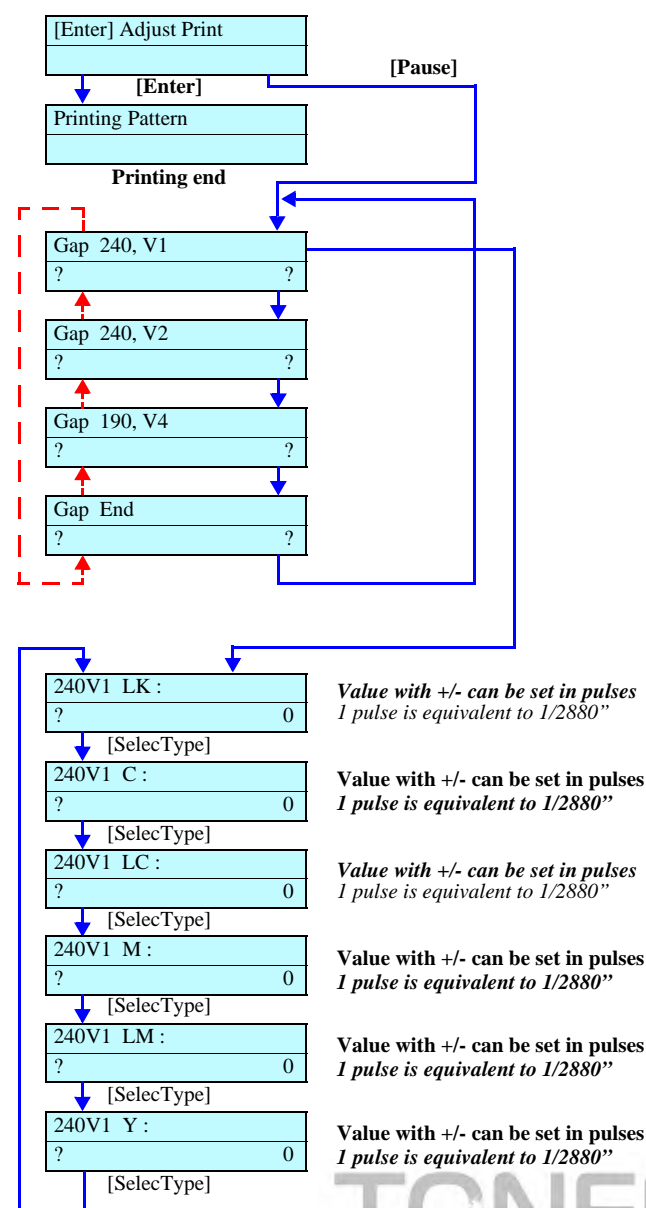 [Enter] Adjust Print
[Pause]
[Enter]
Printing Pattern
Printing end
Gap 240, V1
? ?
Gap 240, V2
? ?
Gap 190, V4
? ?
Gap End
? ?
240V1 LK :
? 0
Value with +/- can be set in pulses
1 pulse is equivalent to 1/2880”
[SelecType]
240V1 C :
? 0
Value with +/- can be set in pulses
1 pulse is equivalent to 1/2880”
[SelecType]
240V1 LC :
? 0
Value with +/- can be set in pulses
1 pulse is equivalent to 1/2880”
[SelecType]
240V1 M :
? 0
Value with +/- can be set in pulses
1 pulse is equivalent to 1/2880”
[SelecType]
240V1 LM :
? 0
Value with +/- can be set in pulses
1 pulse is equivalent to 1/2880”
[SelecType]
240V1 Y :
? 0
Value with +/- can be set in pulses
1 pulse is equivalent to 1/2880”
[SelecType]